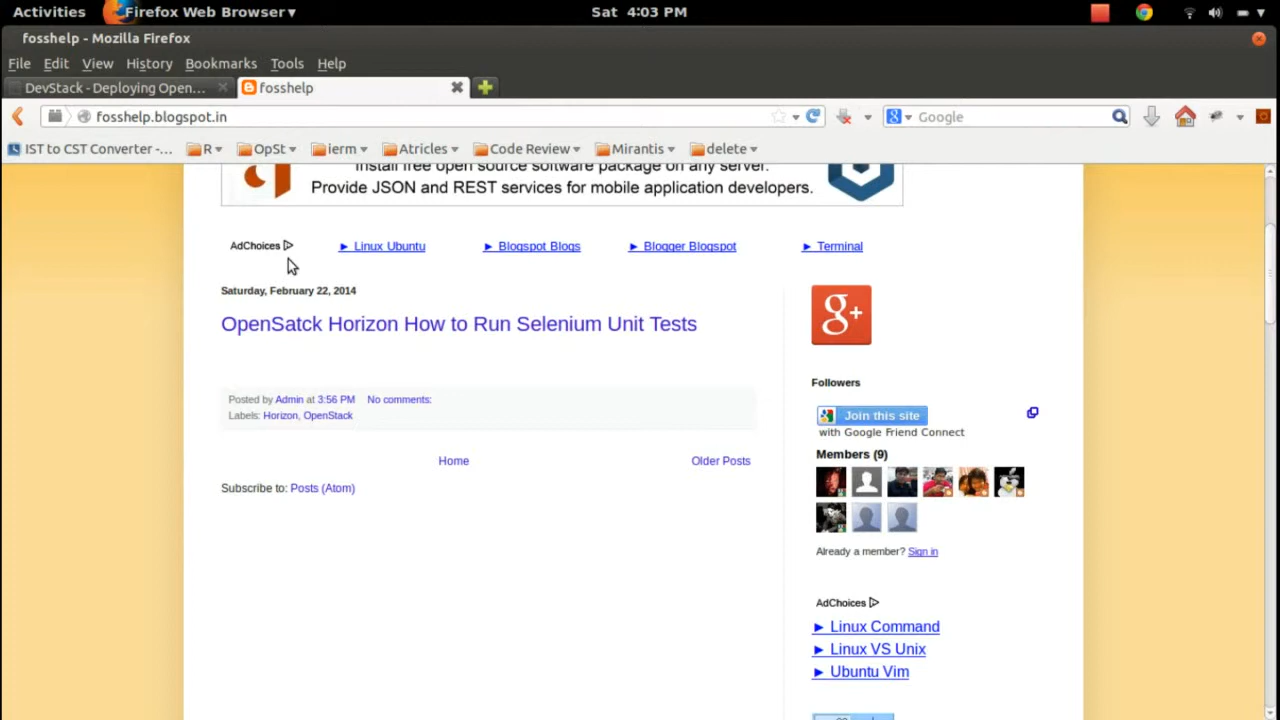 Activities Firefox Web Browser ▾ Sat 4:03 PM
fosshelp - Mozilla Firefox
File Edit View History Bookmarks Tools Help
DevStack - Deploying Open... fosshelp
fosshelp.blogspot.in Google
IST to CST Converter -... R OpSt ierm Atricles Code Review Mirantis delete
Install free open source software package on any server.
Provide JSON and REST services for mobile application developers.
AdChoices ► Linux Ubuntu ► Blogspot Blogs ► Blogger Blogspot ► Terminal
Saturday, February 22, 2014
OpenSatck Horizon How to Run Selenium Unit Tests
Posted by Admin at 3:56 PM No comments:
Labels: Horizon, OpenStack
Home Older Posts
Subscribe to: Posts (Atom)
g+
Followers
Join this site
with Google Friend Connect
Members (9)
Already a member? Sign in
AdChoices
► Linux Command
► Linux VS Unix
► Ubuntu Vim